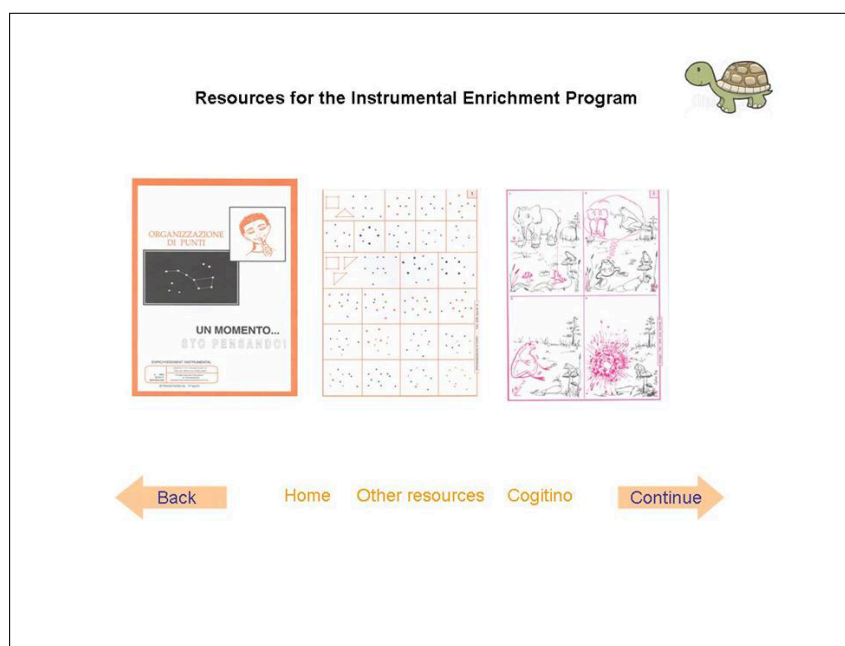 Resources for the Instrumental Enrichment Program
ORGANIZZAZIONE
DI PUNTI
UN MOMENTO...
STO PENSANDO!
Back
Home
Other resources
Cogitino
Continue